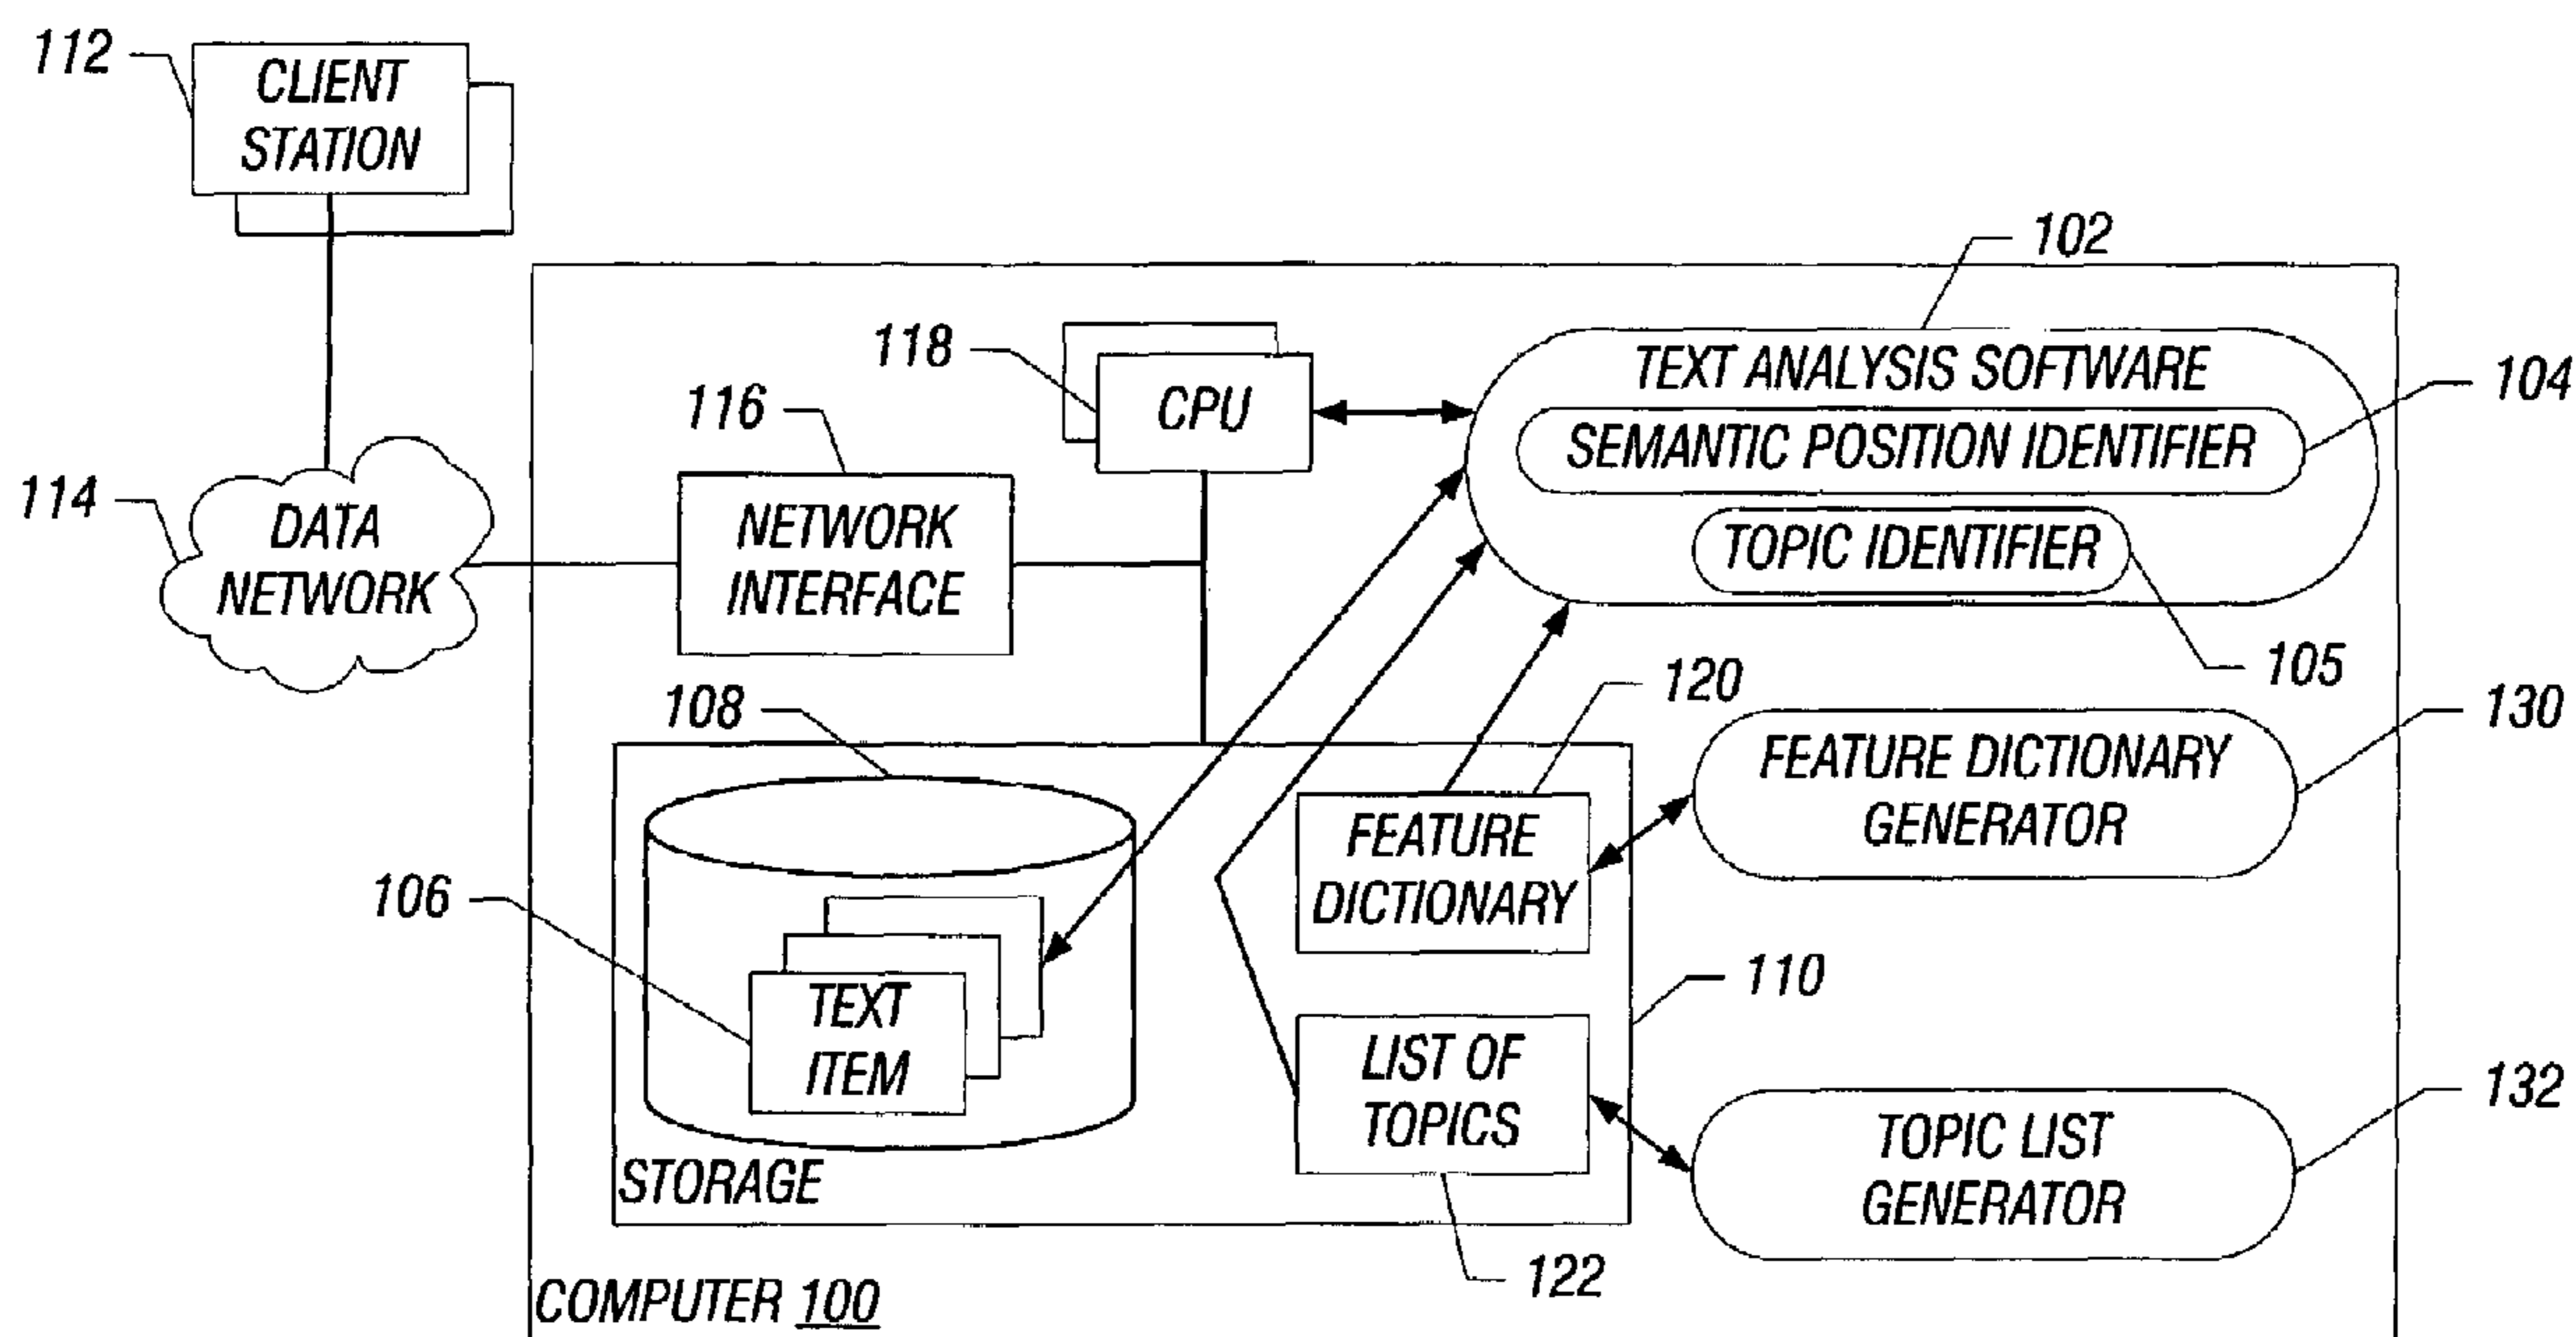 112
CLIENT
STATION
102
118
CPU
TEXT ANALYSIS SOFTWARE
104
116
SEMANTIC POSITION IDENTIFIER
114
DATA
NETWORK
NETWORK
INTERFACE
TOPIC IDENTIFIER
105
120
108
130
FEATURE DICTIONARY
GENERATOR
FEATURE
DICTIONARY
106
110
TEXT
ITEM
LIST OF
TOPICS
132
TOPIC LIST
GENERATOR
STORAGE
122
COMPUTER 100